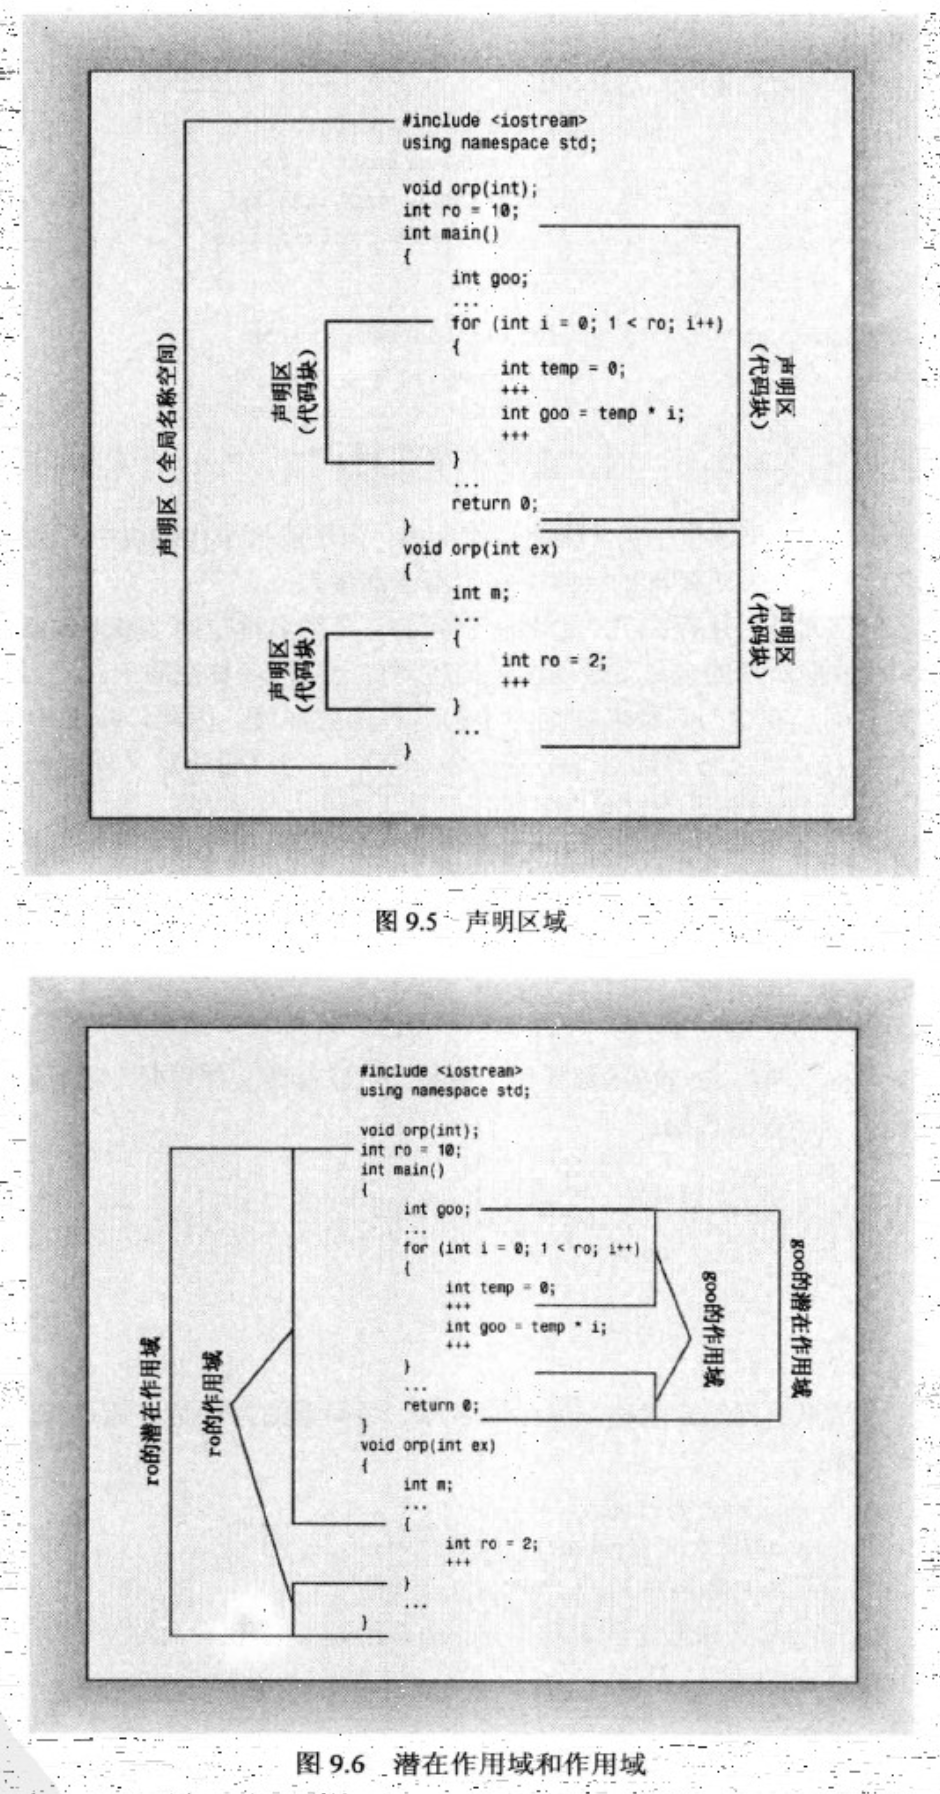 #include <iostream>
using namespace std;
void orp(int);
int ro = 10;
int main()
{
int goo;
...
for (int i = 0; 1 < ro; i++)
{
int temp = 0;
+++
int goo = temp * i;
+++
}
...
return 0;
}
void orp(int ex)
{
int m;
...
{
int ro = 2;
+++
}
...
}
声明区（全局名称空间）
声明区
（代码块）
声明区
（代码块）
声明区
（代码块）
声明区
（代码块）
图 9.5 声明区域
#include <iostream>
using namespace std;
void orp(int);
int ro = 10;
int main()
{
int goo;
...
for (int i = 0; 1 < ro; i++)
{
int temp = 0;
+++
int goo = temp * i;
+++
}
...
return 0;
}
void orp(int ex)
{
int m;
...
{
int ro = 2;
+++
}
...
}
ro的潜在作用域
ro的作用域
goo的作用域
goo的潜在作用域
图 9.6 潜在作用域和作用域